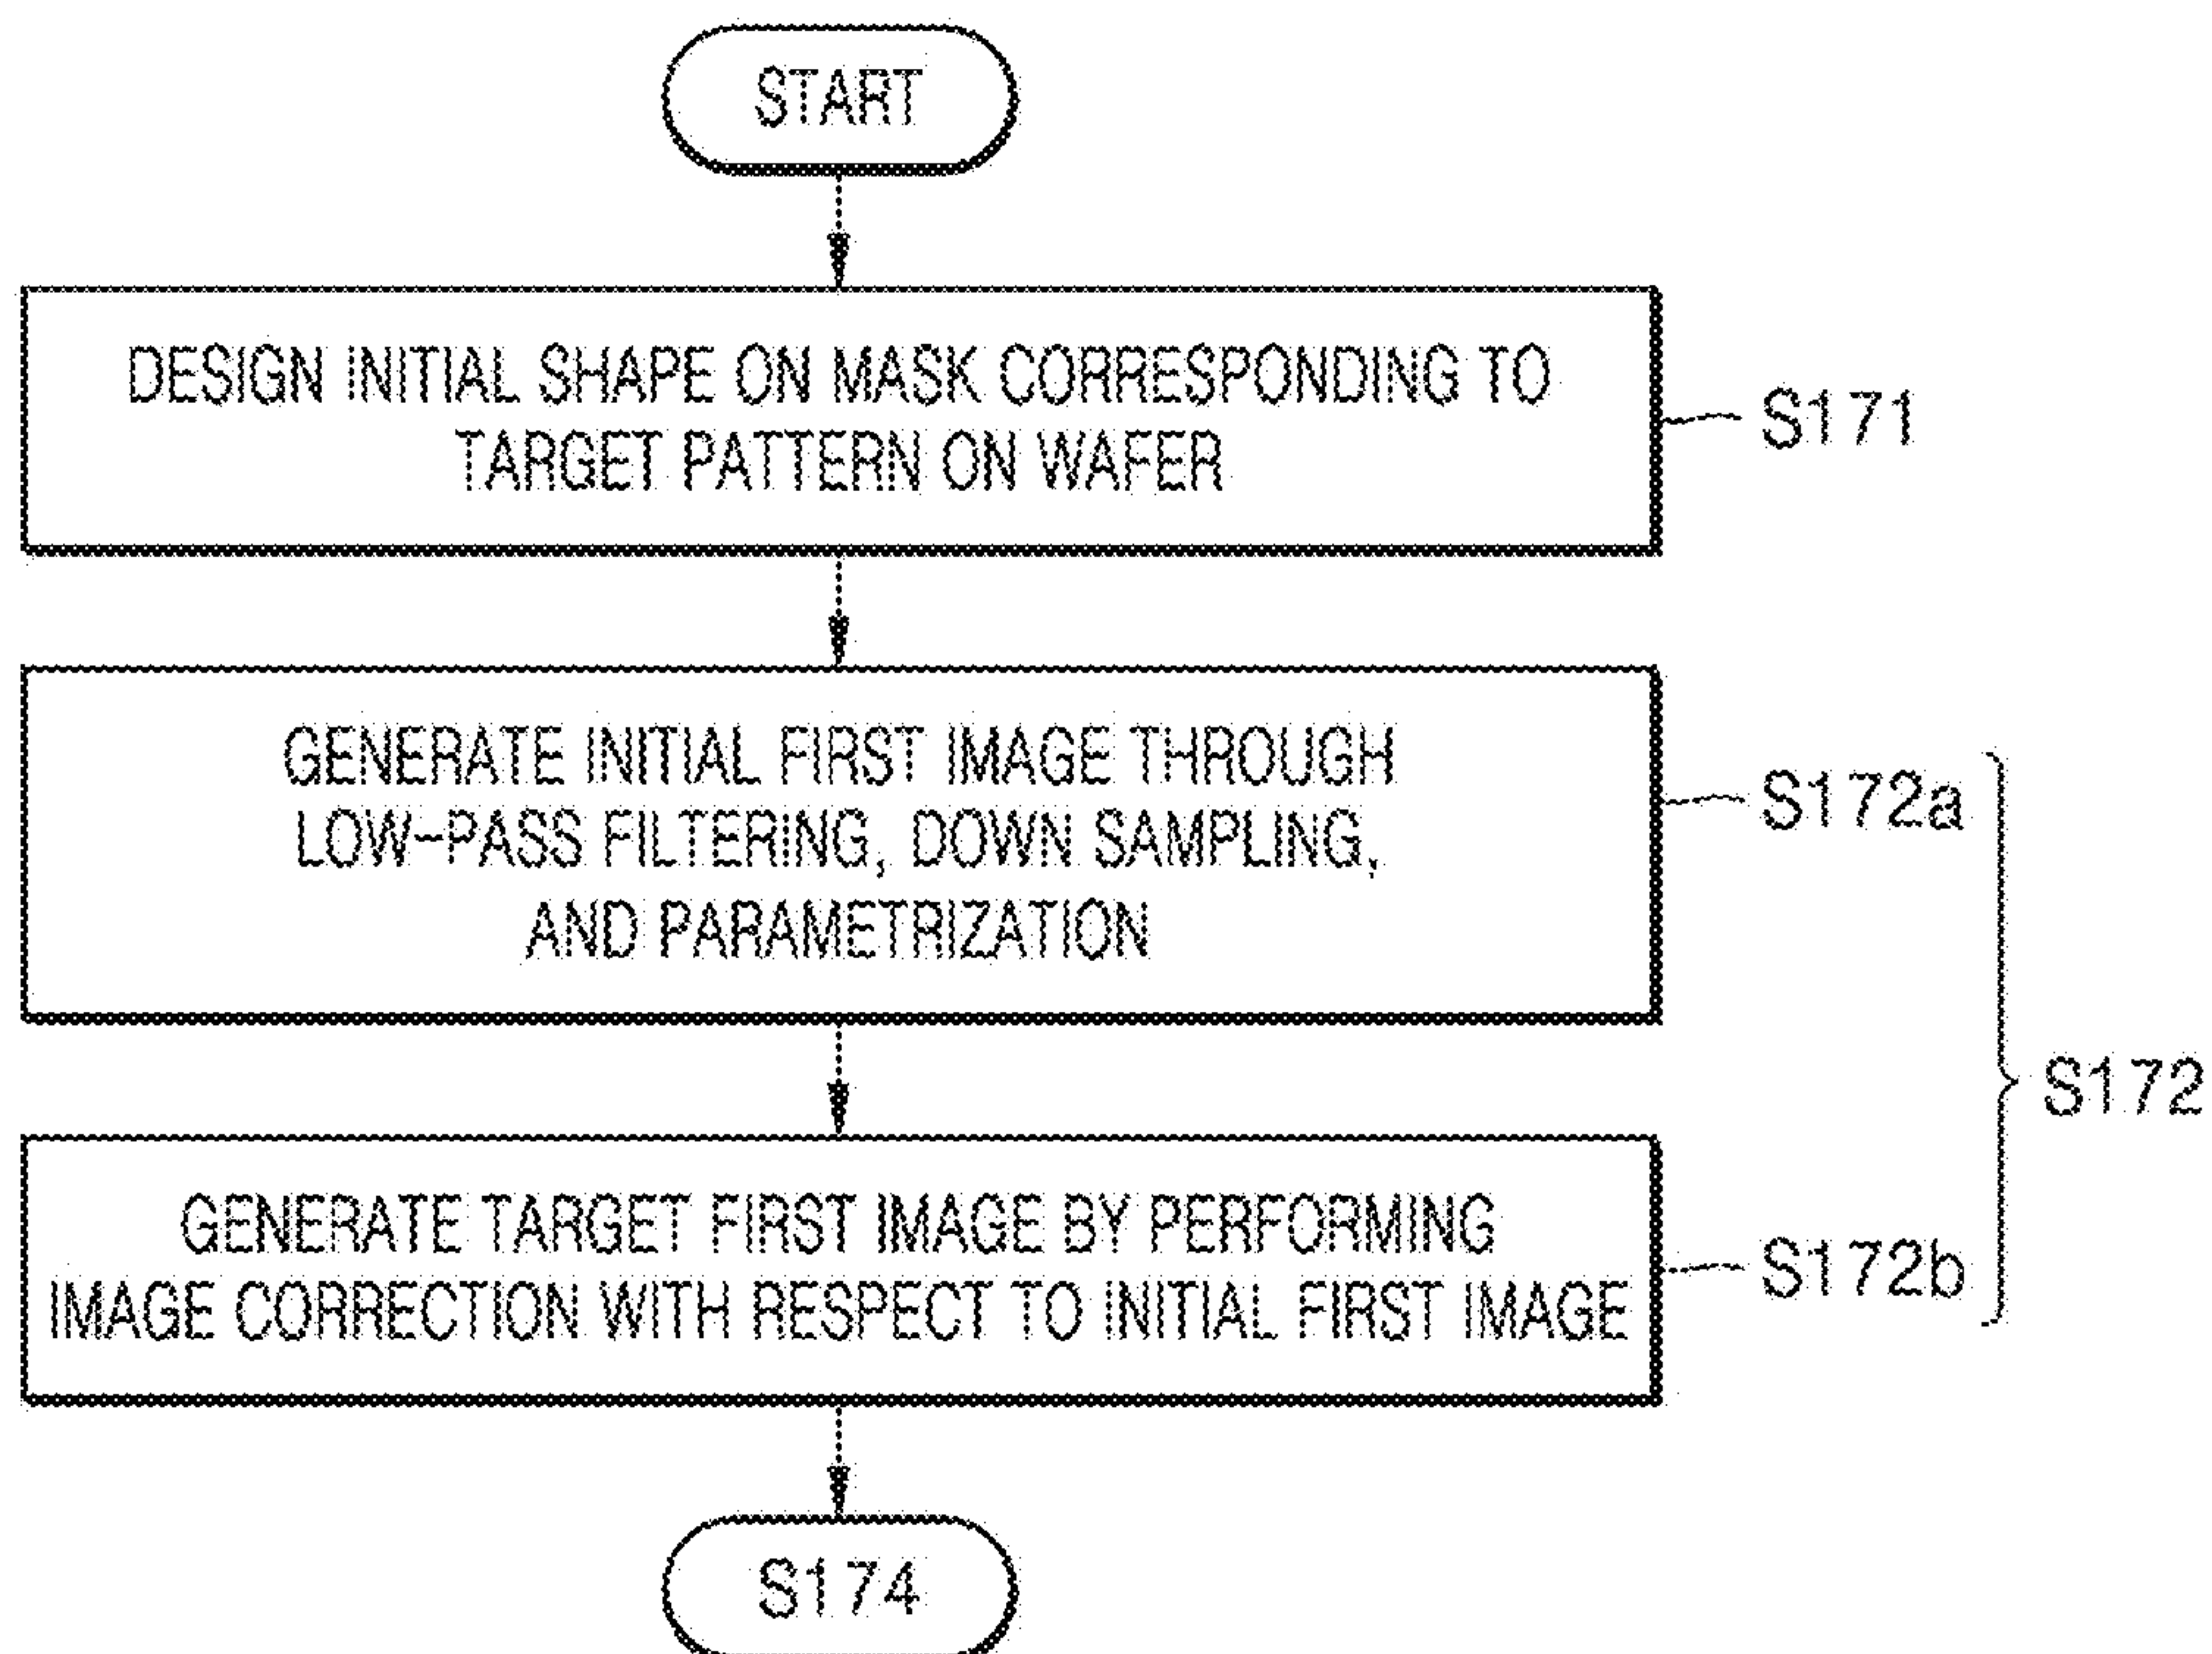 START
DESIGN INITIAL SHAPE ON MASK CORRESPONDING TO
TARGET PATTERN ON WAFER
S171
GENERATE INITIAL FIRST IMAGE THROUGH
LOW-PASS FILTERING, DOWN SAMPLING,
AND PARAMETRIZATION
S172a
S172
GENERATE TARGET FIRST IMAGE BY PERFORMING
IMAGE CORRECTION WITH RESPECT TO INITIAL FIRST IMAGE
S172b
S174